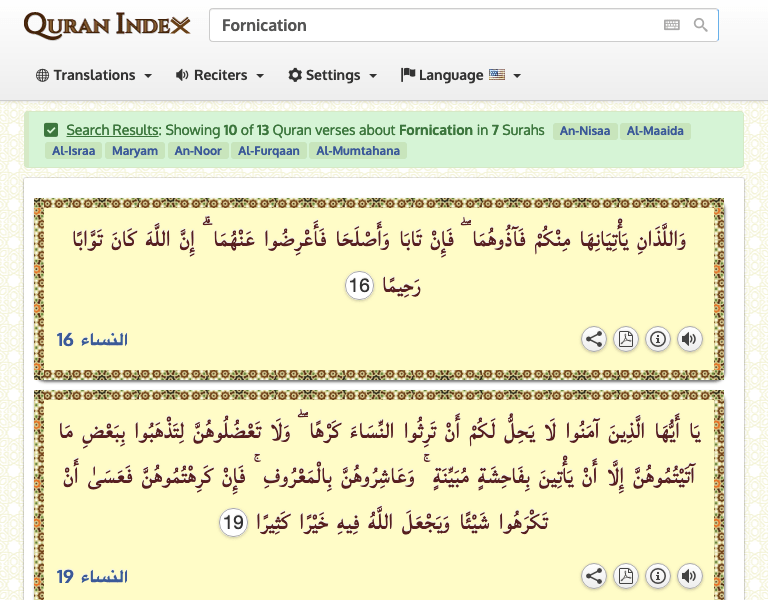 QURAN INDEX
Fornication
Translations Reciters Settings Language
Search Results: Showing 10 of 13 Quran verses about Fornication in 7 Surahs An-Nisaa Al-Maaida
Al-Israa Maryam An-Noor Al-Furqaan Al-Mumtahana
وَاللَّذَانِ يَأْتِيَانِهَا مِنْكُمْ فَآذُوهُمَا ۖ فَإِنْ تَابَا وَأَصْلَحَا فَأَعْرِضُوا عَنْهُمَا ۗ إِنَّ اللَّهَ كَانَ تَوَّابًا
رَحِيمًا 16
النساء 16
يَا أَيُّهَا الَّذِينَ آمَنُوا لَا يَحِلُّ لَكُمْ أَنْ تَرِثُوا النِّسَاءَ كَرْهًا ۖ وَلَا تَعْضُلُوهُنَّ لِتَذْهَبُوا بِبَعْضِ مَا
آتَيْتُمُوهُنَّ إِلَّا أَنْ يَأْتِينَ بِفَاحِشَةٍ مُبَيِّنَةٍ ۚ وَعَاشِرُوهُنَّ بِالْمَعْرُوفِ ۚ فَإِنْ كَرِهْتُمُوهُنَّ فَعَسَىٰ أَنْ
تَكْرَهُوا شَيْئًا وَيَجْعَلَ اللَّهُ فِيهِ خَيْرًا كَثِيرًا 19
النساء 19